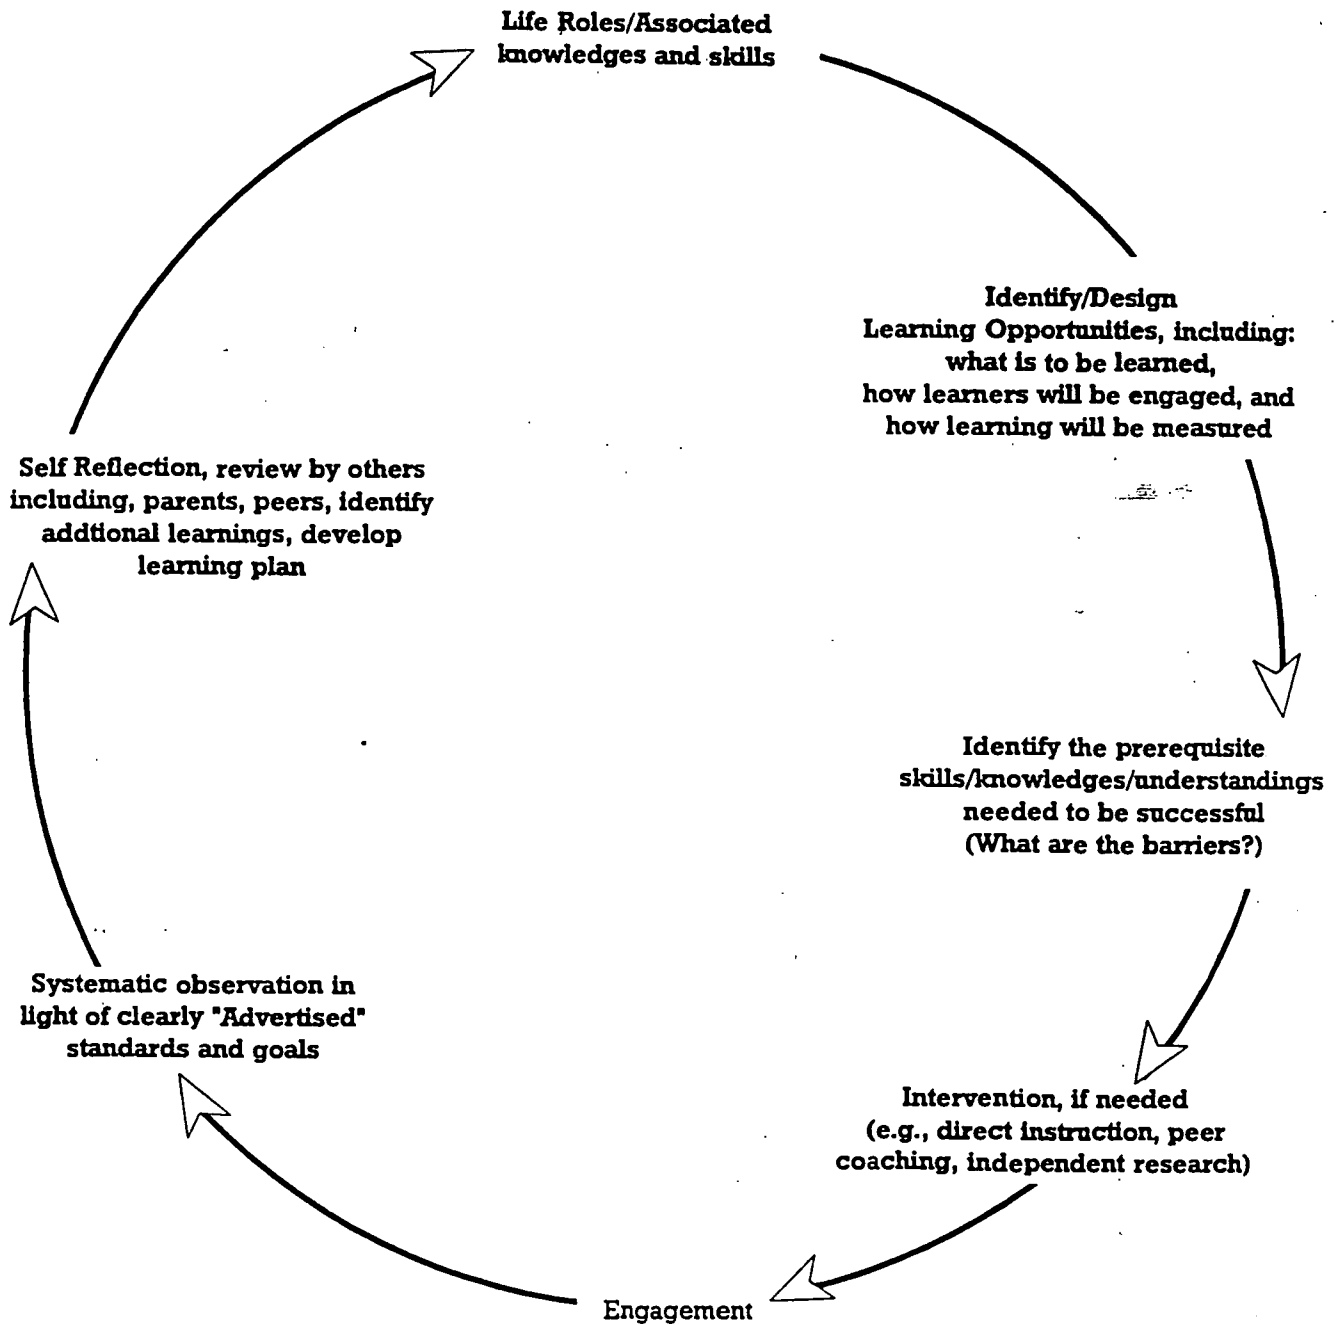 Life Roles/Associated
knowledges and skills
Identify/Design
Learning Opportunities, including:
what is to be learned,
how learners will be engaged, and
how learning will be measured
Identify the prerequisite
skills/knowledges/understandings
needed to be successful
(What are the barriers?)
Intervention, if needed
(e.g., direct instruction, peer
coaching, independent research)
Engagement
Systematic observation in
light of clearly "Advertised"
standards and goals
Self Reflection, review by others
including, parents, peers, identify
addtional learnings, develop
learning plan